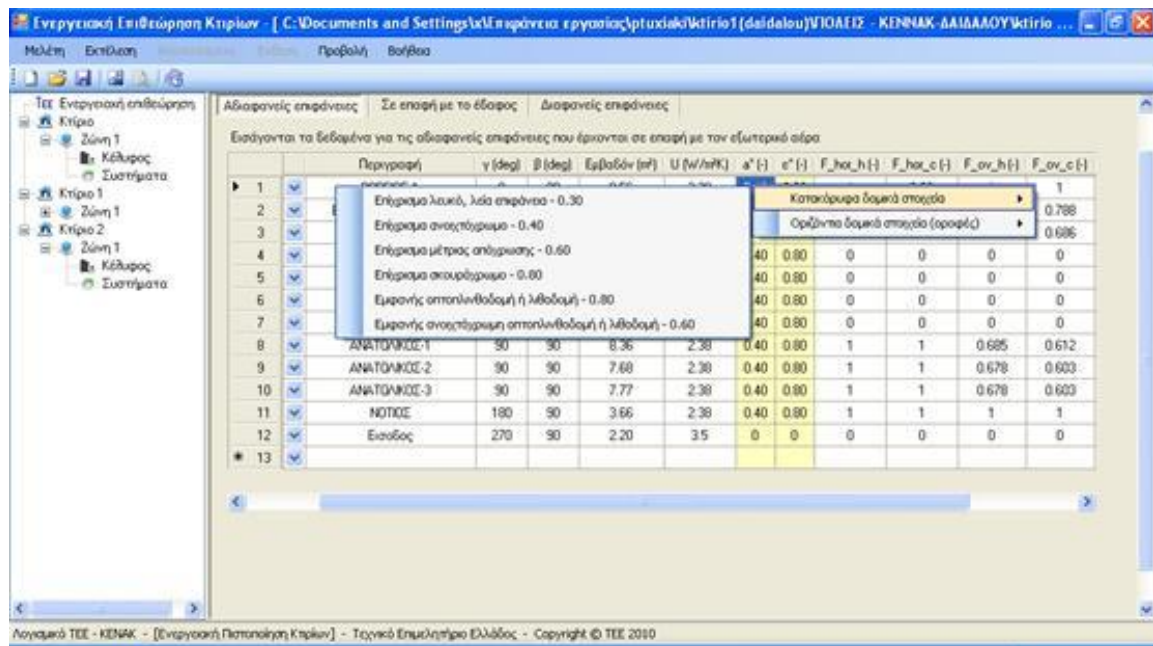 Ενεργειακή Επιθεώρηση Κτιρίων - [ C:\Documents and Settings\x\Επιφάνεια εργασίας\ptuxiaki\ktirio1(daidalou)\ - ΚΕΝΝΑΚ-ΔΑΙΔΑΛΟΥ\ktirio ...
Μελέτη Εκτέλεση Προβολή Βοήθεια
ΤΕΕ Ενεργειακή επιθεώρηση
Κτίριο
Ζώνη 1
Κέλυφος
Συστήματα
Κτίριο 1
Ζώνη 1
Κτίριο 2
Ζώνη 1
Κέλυφος
Συστήματα
Αδιαφανείς επιφάνειες Σε επαφή με το έδαφος Διαφανείς επιφάνειες
Εισάγονται τα δεδομένα για τις αδιαφανείς επιφάνειες που έρχονται σε επαφή με τον εξωτερικό αέρα
Περιγραφή γ (deg) β (deg) Εμβαδόν (m²) U (W/m²K) a* (-) ε* (-) F_hor_h (-) F_hor_c (-) F_ov_h (-) F_ov_c (-)
1 1
2 0.788
3 0.686
4 40 0.80 0 0 0 0
5 40 0.80 0 0 0 0
6 40 0.80 0 0 0 0
7 40 0.80 0 0 0 0
8 ΑΝΑΤΟΛΙΚΟΣ-1 90 90 8.36 2.38 0.40 0.80 1 1 0.685 0.612
9 ΑΝΑΤΟΛΙΚΟΣ-2 90 90 7.68 2.38 0.40 0.80 1 1 0.678 0.603
10 ΑΝΑΤΟΛΙΚΟΣ-3 90 90 7.77 2.38 0.40 0.80 1 1 0.678 0.603
11 ΝΟΤΙΟΣ 180 90 3.66 2.38 0.40 0.80 1 1 1 1
12 Εισοδος 270 90 2.20 3.5 0 0 0 0 0 0
* 13
Κατακόρυφα δομικά στοιχεία
Οριζόντια δομικά στοιχεία (οροφές)
Επίχρισμα λευκό, λεία επιφάνεια - 0.30
Επίχρισμα ανοιχτόχρωμο - 0.40
Επίχρισμα μέτριας απόχρωσης - 0.60
Επίχρισμα σκουρόχρωμο - 0.80
Εμφανής οπτοπλινθοδομή ή λιθοδομή - 0.80
Εμφανής ανοιχτόχρωμη οπτοπλινθοδομή ή λιθοδομή - 0.60
Λογισμικό ΤΕΕ - ΚΕΝΑΚ - [Ενεργειακή Πιστοποίηση Κτιρίων] - Τεχνικό Επιμελητήριο Ελλάδος - Copyright © ΤΕΕ 2010